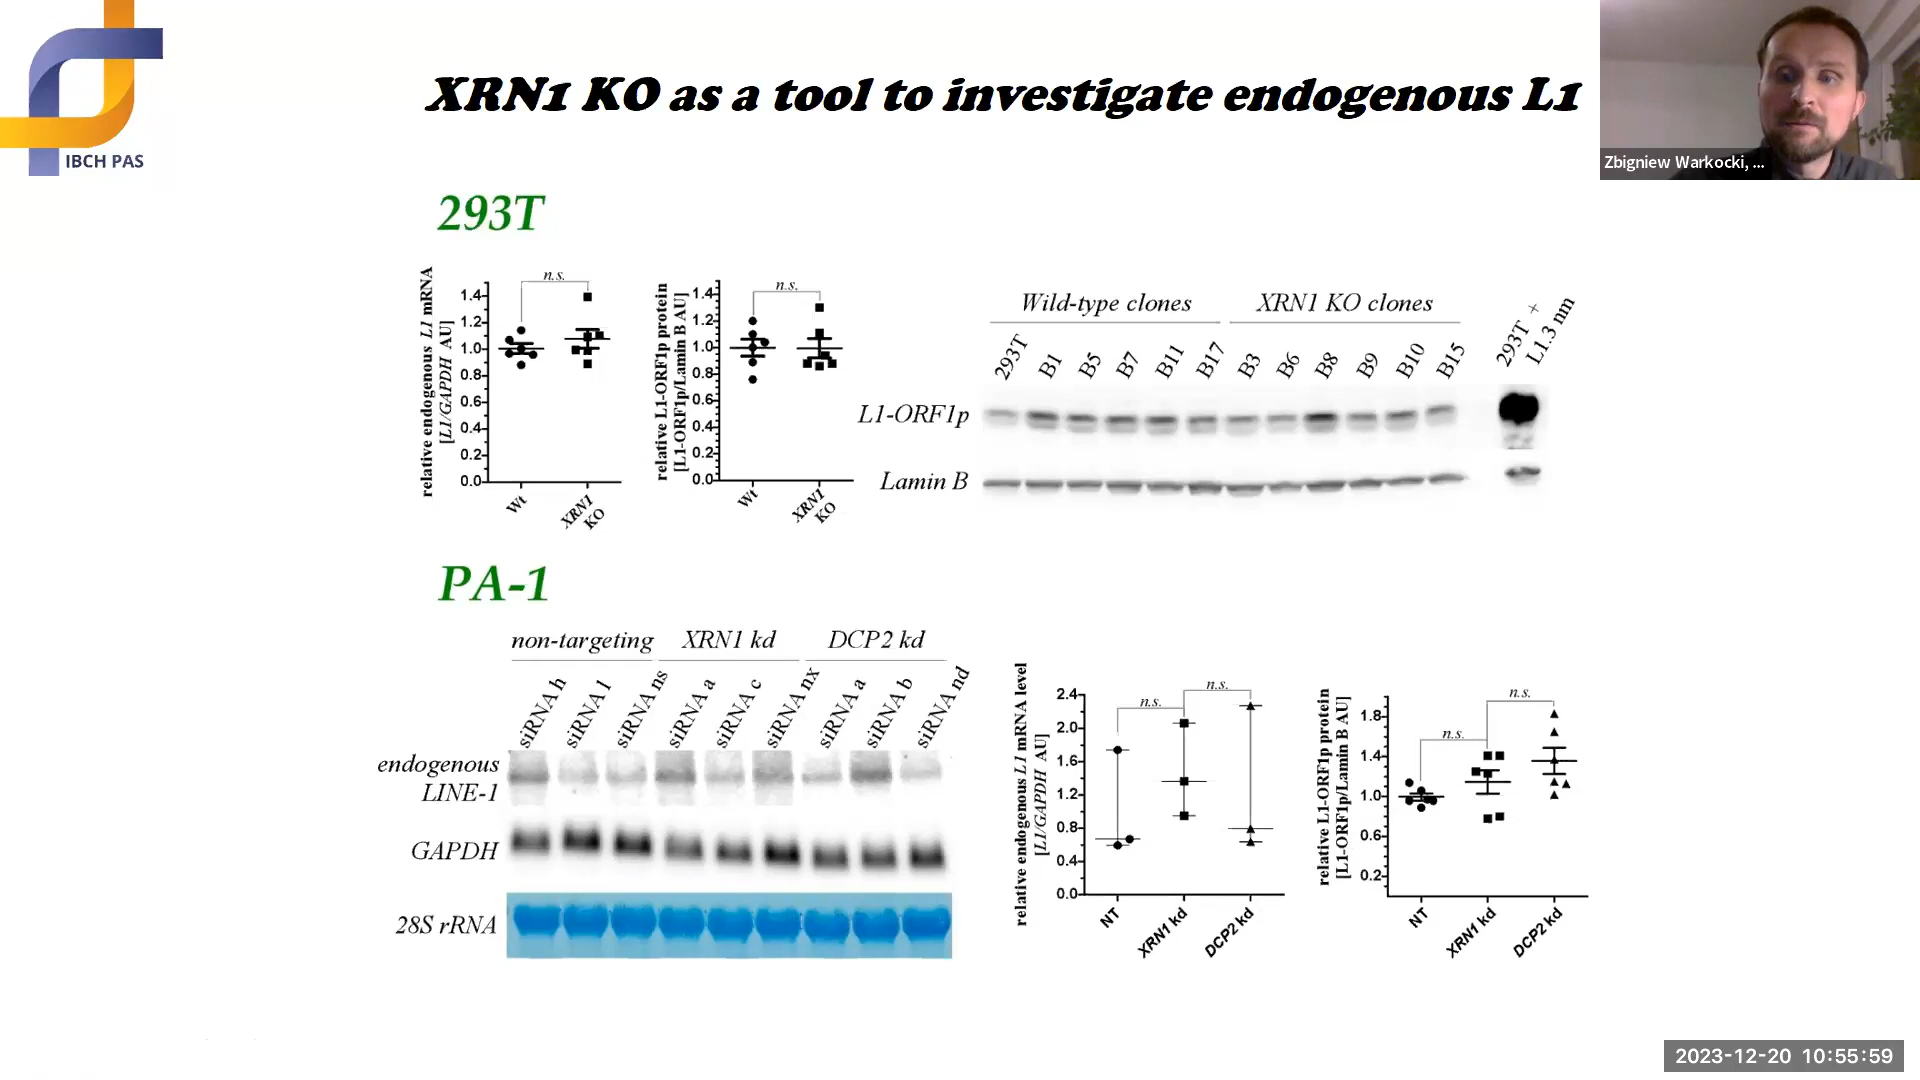 IBCH PAS
XRN1 KO as a tool to investigate endogenous L1
Zbigniew Warkocki, ...
293T
relative endogenous L1 mRNA
[L1/GAPDH AU]
1.4
1.2
1.0
0.8
0.6
0.4
0.2
0.0
n.s.
Wt
XRN1
KO
relative L1-ORF1p protein
[L1-ORF1p/Lamin B AU]
1.4
1.2
1.0
0.8
0.6
0.4
0.2
0.0
n.s.
Wt
XRN1
KO
Wild-type clones
XRN1 KO clones
293T
B1
B5
B7
B11
B17
B3
B6
B8
B9
B10
B15
293T +
L1.3 nm
L1-ORF1p
Lamin B
PA-1
non-targeting
XRN1 kd
DCP2 kd
siRNA h
siRNA l
siRNA ns
siRNA a
siRNA c
siRNA nx
siRNA a
siRNA b
siRNA nd
endogenous
LINE-1
GAPDH
28S rRNA
relative endogenous L1 mRNA level
[L1/GAPDH AU]
2.4
2.0
1.6
1.2
0.8
0.4
0.0
n.s.
n.s.
NT
XRN1 kd
DCP2 kd
relative L1-ORF1p protein
[L1-ORF1p/Lamin B AU]
1.8
1.4
1.0
0.6
0.2
n.s.
n.s.
NT
XRN1 kd
DCP2 kd
2023-12-20 10:55:59